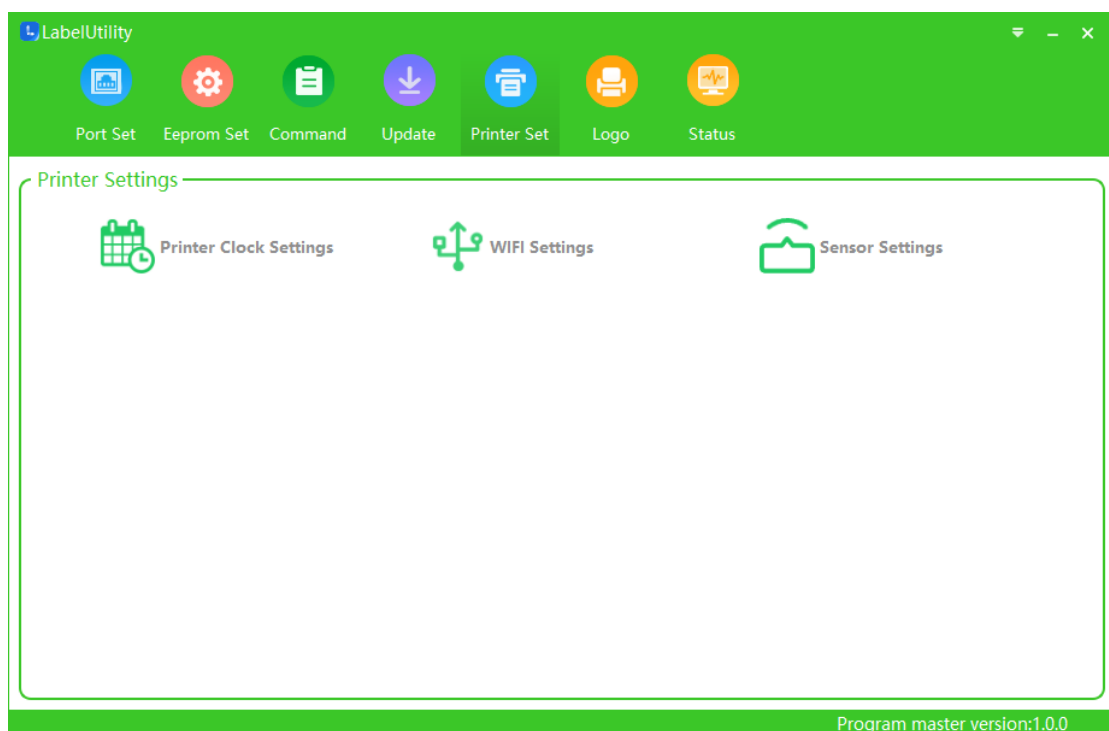 LabelUtility
Port Set Eeprom Set Command Update Printer Set Logo Status
Printer Settings
Printer Clock Settings WIFI Settings Sensor Settings
Program master version:1.0.0